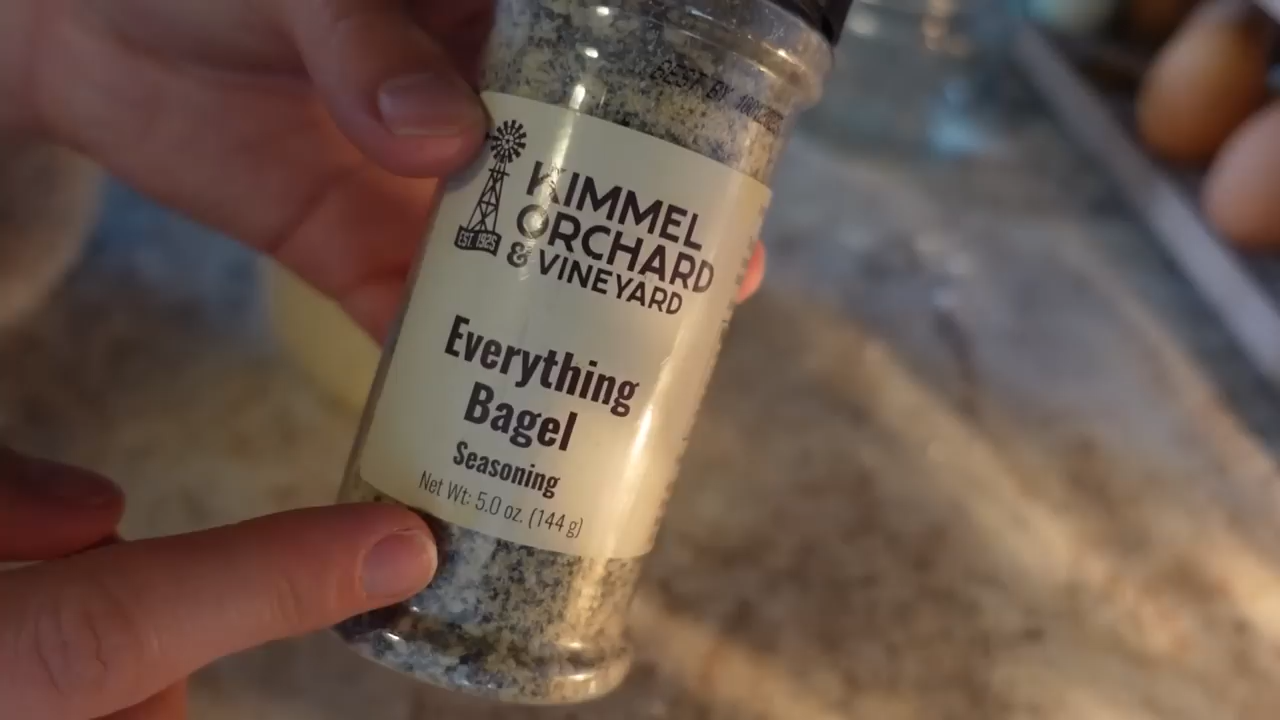 BEST BY
EST. 1925
KIMMEL
ORCHARD
& VINEYARD
Everything
Bagel
Seasoning
Net Wt: 5.0 oz. (144 g)